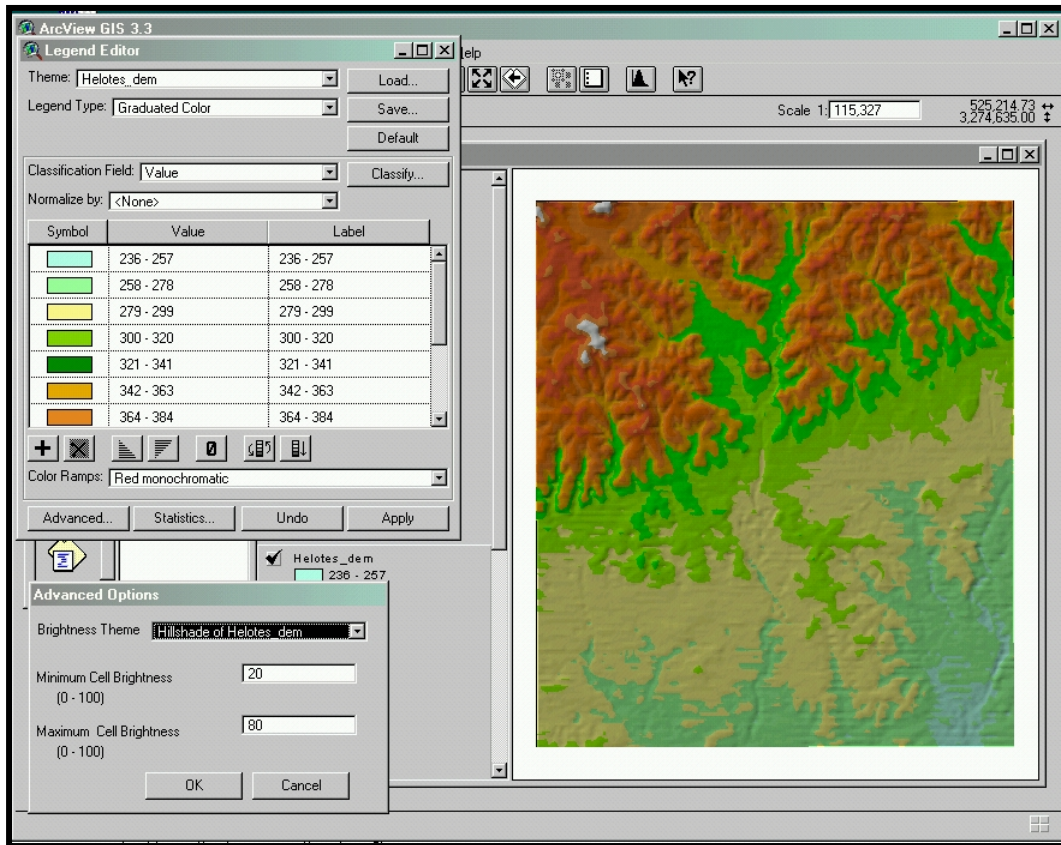 ArcView GIS 3.3
Legend Editor
elp
Theme: Helotes_dem
Load...
Legend Type: Graduated Color
Save...
Default
Scale 1: 115,327
525,214.73
3,274,635.00
Classification Field: Value
Classify...
Normalize by: <None>
Symbol Value Label
236 - 257 236 - 257
258 - 278 258 - 278
279 - 299 279 - 299
300 - 320 300 - 320
321 - 341 321 - 341
342 - 363 342 - 363
364 - 384 364 - 384
Color Ramps: Red monochromatic
Advanced... Statistics... Undo Apply
Helotes_dem
236 - 257
Advanced Options
Brightness Theme Hillshade of Helotes_dem
Minimum Cell Brightness 20
(0 - 100)
Maximum Cell Brightness 80
(0 - 100)
OK Cancel